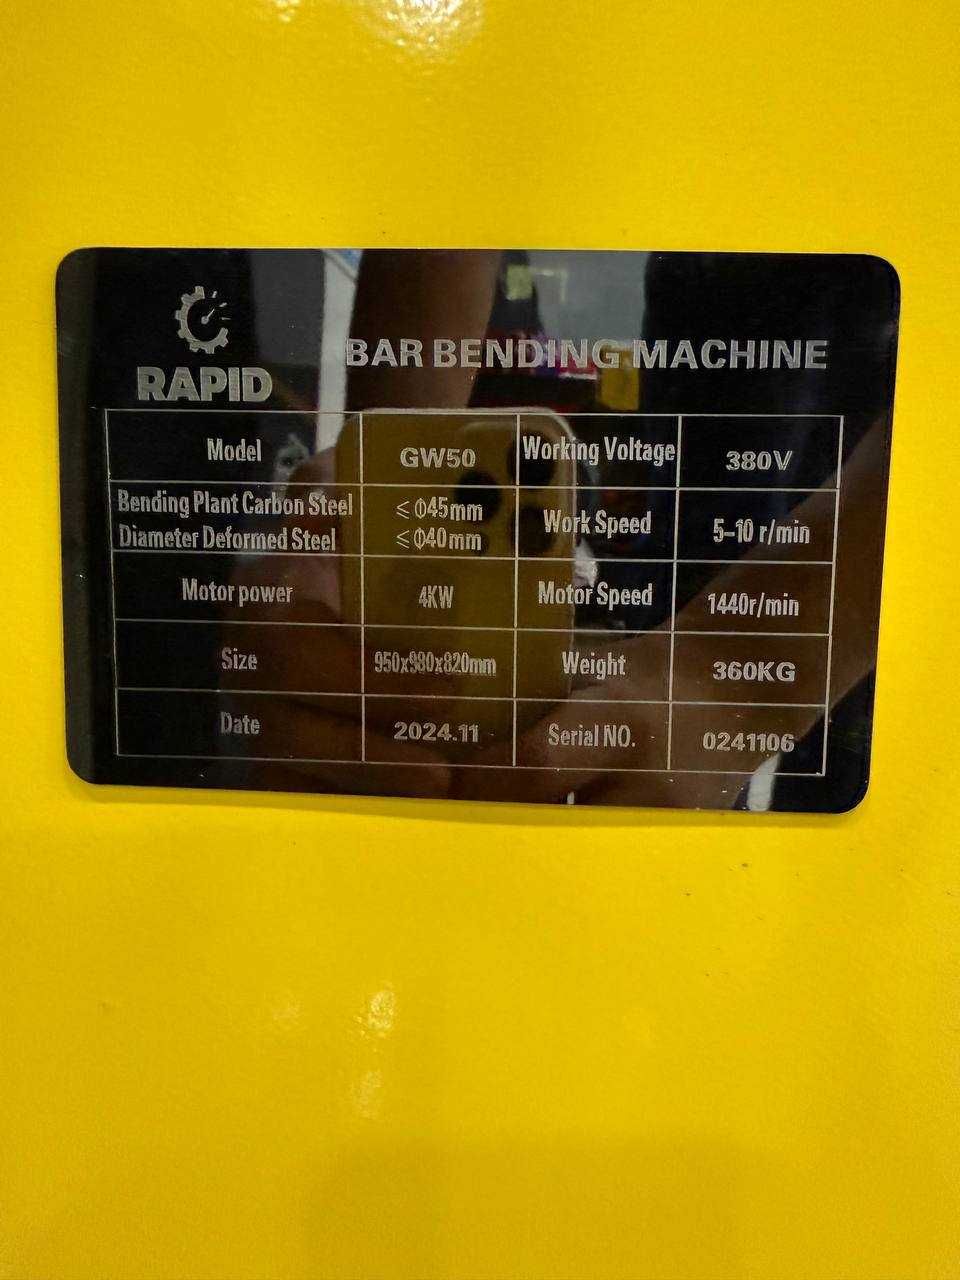 RAPID
BAR BENDING MACHINE
Model
GW50
Working Voltage
380V
Bending Plant Carbon Steel
Diameter Deformed Steel
≤Φ45mm
≤Φ40mm
Work Speed
5-10 r/min
Motor power
4KW
Motor Speed
1440r/min
Size
950x980x820mm
Weight
360KG
Date
2024.11
Serial NO.
0241106